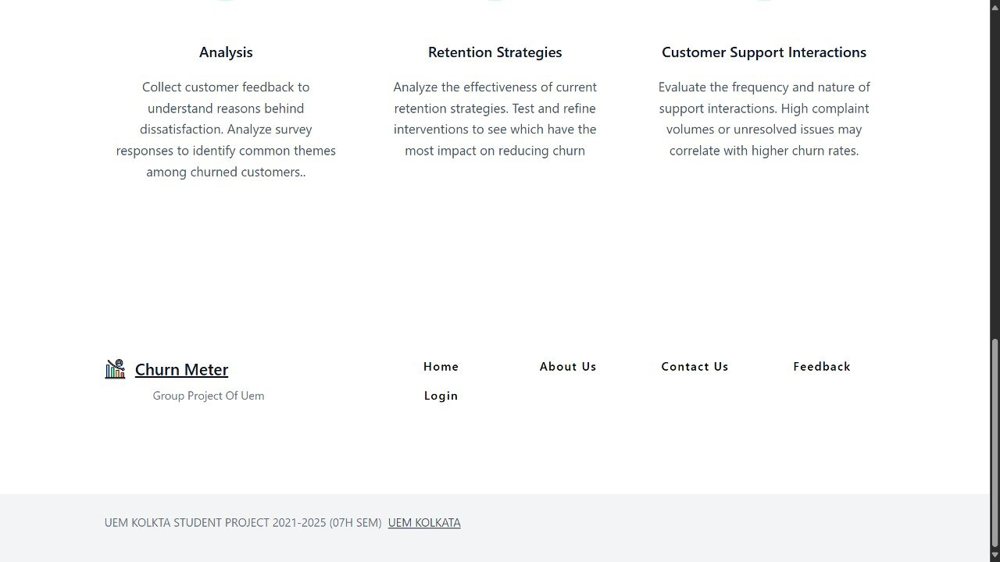 Analysis
Collect customer feedback to
understand reasons behind
dissatisfaction. Analyze survey
responses to identify common themes
among churned customers..
Retention Strategies
Analyze the effectiveness of current
retention strategies. Test and refine
interventions to see which have the
most impact on reducing churn
Customer Support Interactions
Evaluate the frequency and nature of
support interactions. High complaint
volumes or unresolved issues may
correlate with higher churn rates.
Churn Meter
Group Project Of Uem
Home
About Us
Contact Us
Feedback
Login
UEM KOLKTA STUDENT PROJECT 2021-2025 (07H SEM) UEM KOLKATA